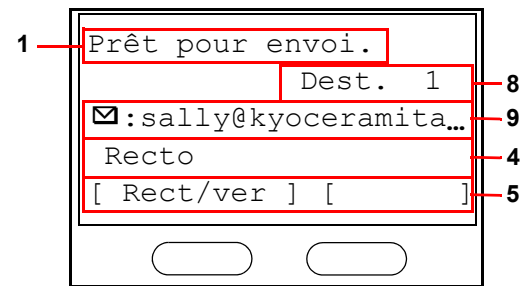 1 Prêt pour envoi.
Dest. 1 8
:sally@kyoceramita… 9
Recto 4
[ Rect/ver ] [ ] 5